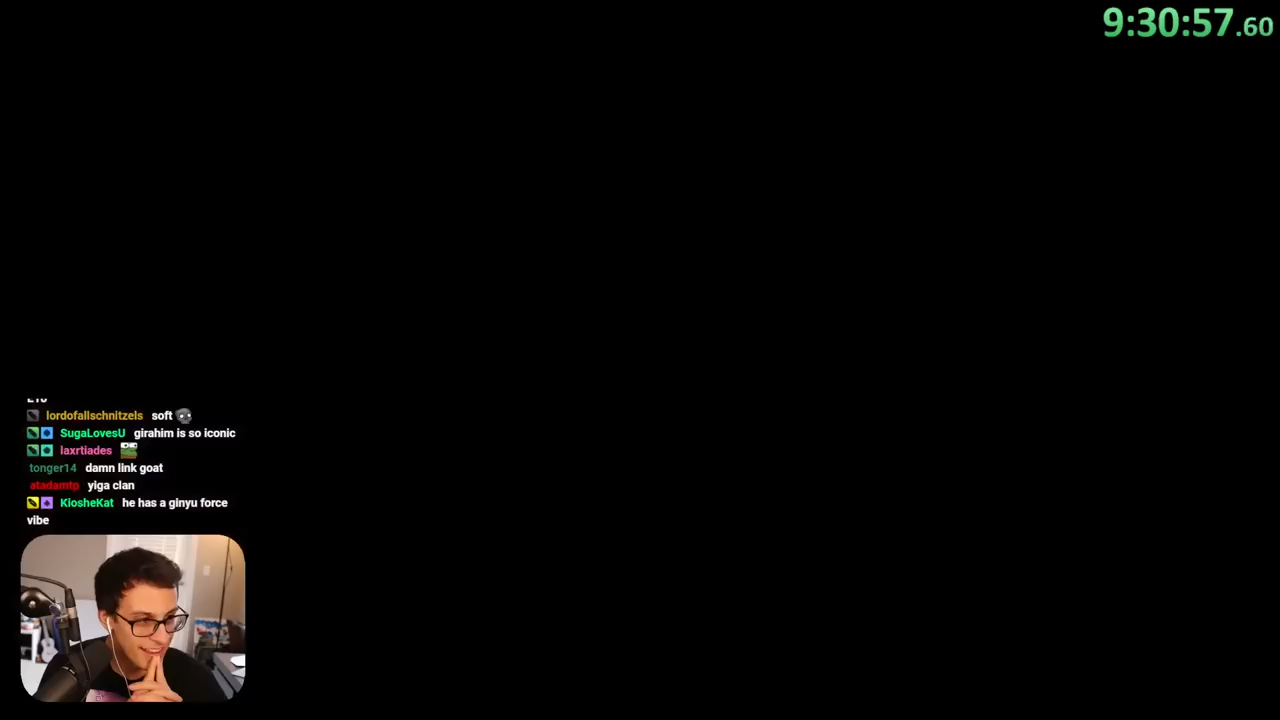 9:30:57.60
lordofallschnitzels soft
SugaLovesU girahim is so iconic
laxrtiades
tonger14 damn link goat
atadamtp yiga clan
KiosheKat he has a ginyu force
vibe